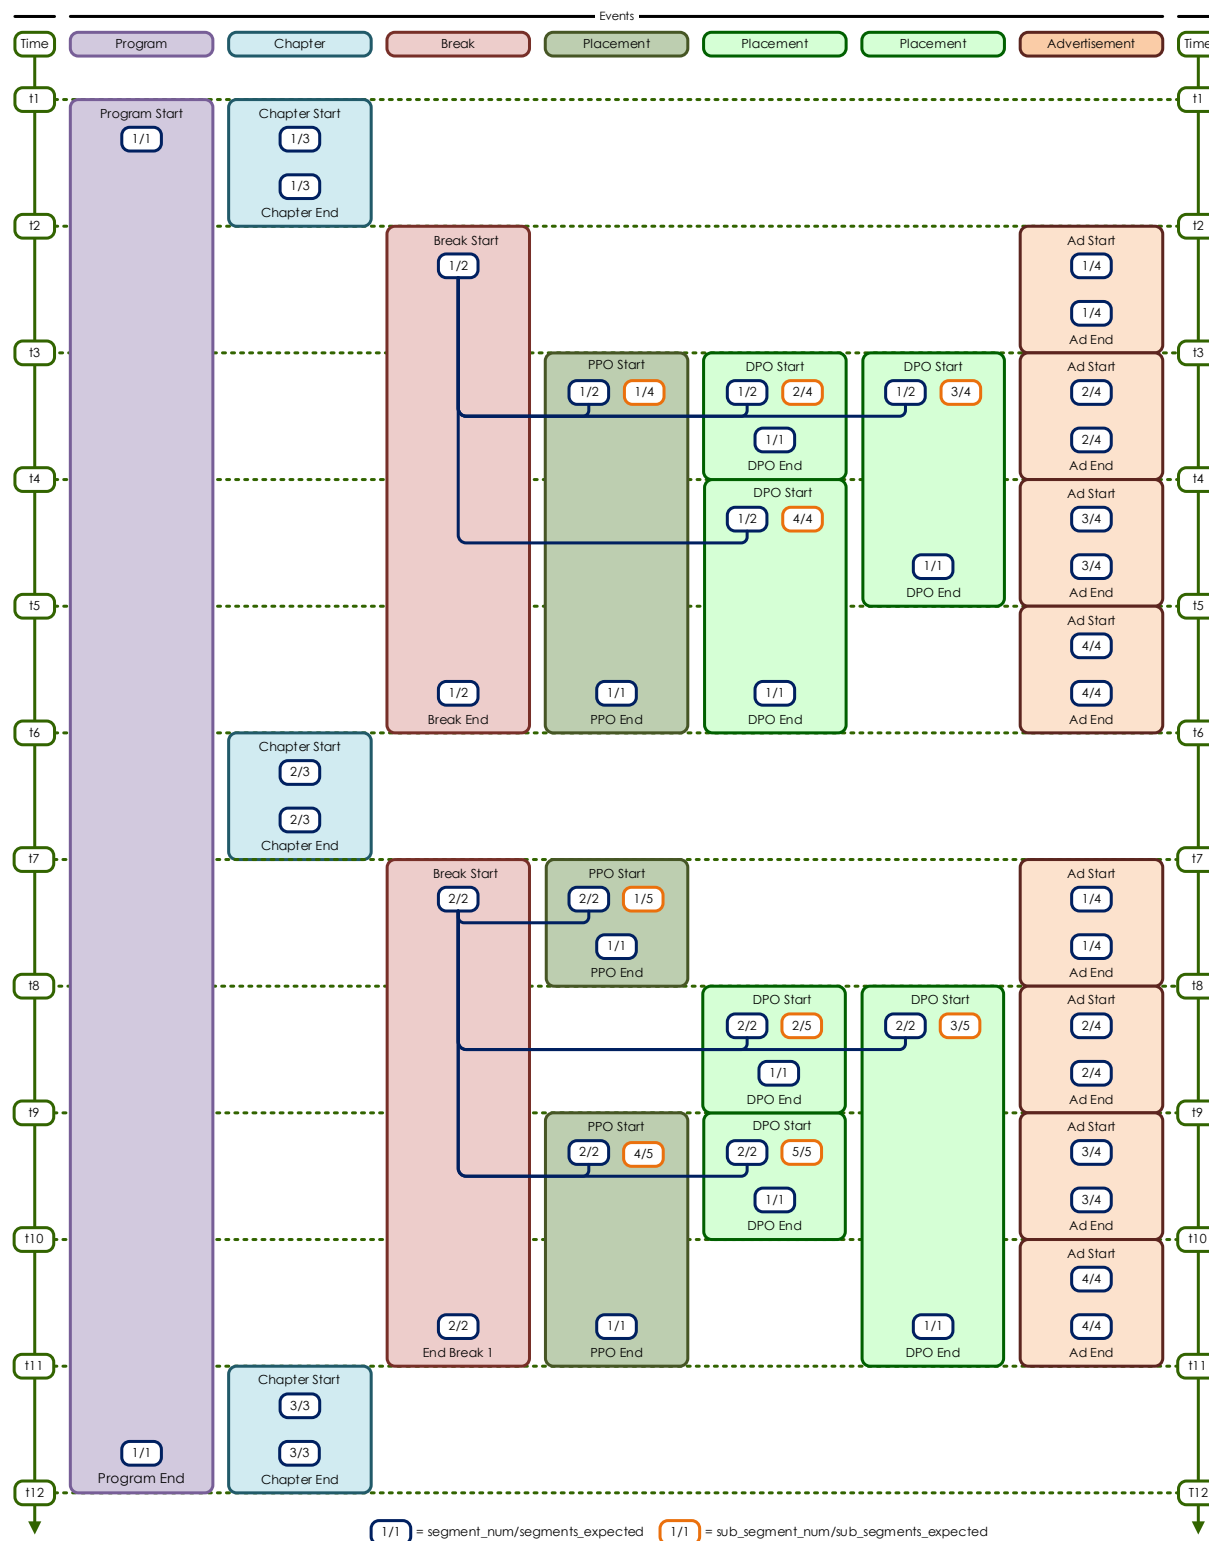 Events
Time Program Chapter Break Placement Placement Placement Advertisement Time
t1 t1
Program Start Chapter Start
1/1 1/3
1/3
Chapter End
t2 t2
Break Start Ad Start
1/2 1/4
1/4
Ad End
t3 t3
PPO Start DPO Start DPO Start Ad Start
1/2 1/4 1/2 2/4 1/2 3/4 2/4
1/1 2/4
DPO End Ad End
t4 t4
DPO Start Ad Start
1/2 4/4 3/4
1/1 3/4
DPO End Ad End
t5 t5
Ad Start
4/4
1/2 1/1 1/1 4/4
Break End PPO End DPO End Ad End
t6 t6
Chapter Start
2/3
2/3
Chapter End
t7 t7
Break Start PPO Start Ad Start
2/2 2/2 1/5 1/4
1/1 1/4
PPO End Ad End
t8 t8
DPO Start DPO Start Ad Start
2/2 2/5 2/2 3/5 2/4
1/1 2/4
DPO End Ad End
t9 t9
PPO Start DPO Start Ad Start
2/2 4/5 2/2 5/5 3/4
1/1 3/4
DPO End Ad End
t10 t10
Ad Start
4/4
2/2 1/1 1/1 4/4
End Break 1 PPO End DPO End Ad End
t11 t11
Chapter Start
3/3
1/1 3/3
Program End Chapter End
t12 T12
1/1 = segment_num/segments_expected 1/1 = sub_segment_num/sub_segments_expected